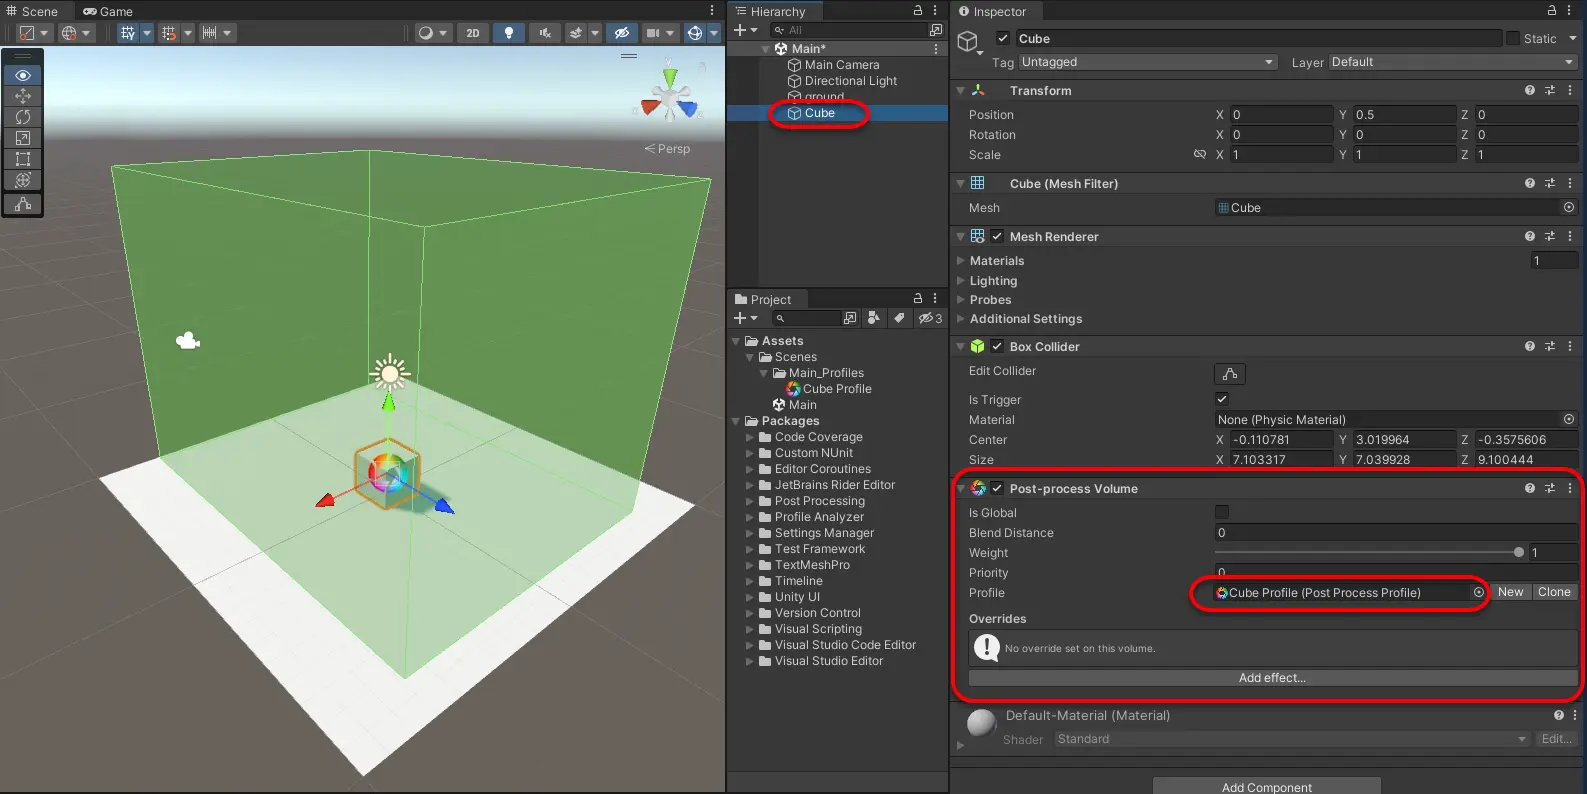 Scene
Game
2D
y
Persp
Hierarchy
All
Main*
Main Camera
Directional Light
ground
Cube
Project
3
Assets
Scenes
Main_Profiles
Cube Profile
Main
Packages
Code Coverage
Custom NUnit
Editor Coroutines
JetBrains Rider Editor
Post Processing
Profile Analyzer
Settings Manager
Test Framework
TextMeshPro
Timeline
Unity UI
Version Control
Visual Scripting
Visual Studio Code Editor
Visual Studio Editor
Inspector
Cube Static
Tag Untagged Layer Default
Transform
Position X 0 Y 0.5 Z 0
Rotation X 0 Y 0 Z 0
Scale X 1 Y 1 Z 1
Cube (Mesh Filter)
Mesh Cube
Mesh Renderer
Materials 1
Lighting
Probes
Additional Settings
Box Collider
Edit Collider
Is Trigger
Material None (Physic Material)
Center X -0.110781 Y 3.019964 Z -0.3575606
Size X 7.103317 Y 7.039928 Z 9.100444
Post-process Volume
Is Global
Blend Distance 0
Weight 1
Priority 0
Profile Cube Profile (Post Process Profile) New Clone
Overrides
No override set on this volume.
Add effect...
Default-Material (Material)
Shader Standard Edit...
Add Component